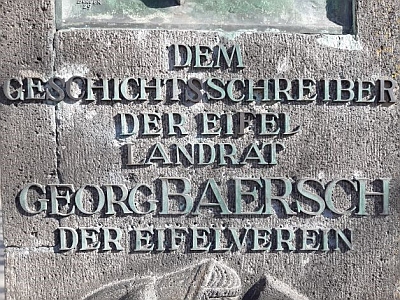 DEM
GESCHICHTSSCHREIBER
DER EIFEL
LANDRAT
GEORG BAERSCH
DER EIFELVEREIN